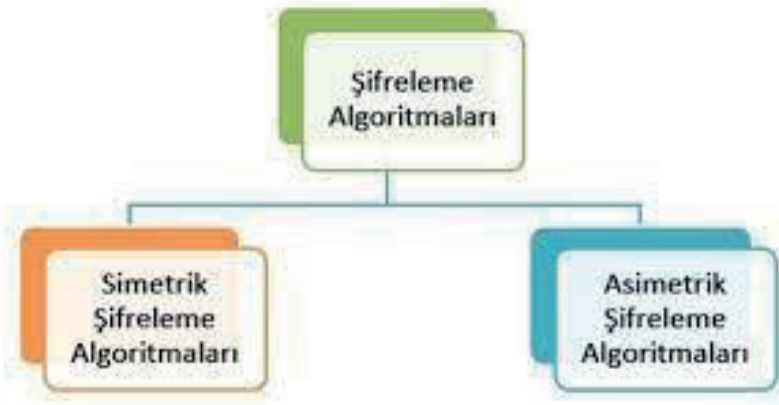 Şifreleme
Algoritmaları
Simetrik
Şifreleme
Algoritmaları
Asimetrik
Şifreleme
Algoritmaları